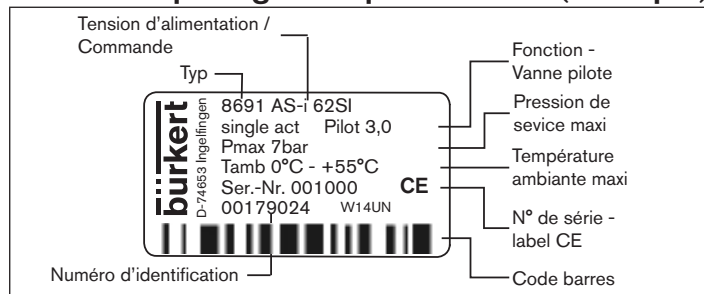 Tension d'alimentation /
Commande
Typ
Fonction -
Vanne pilote
Pression de
sevice maxi
Température
ambiante maxi
N° de série -
label CE
Code barres
Numéro d'identification
bürkert
D-74653 Ingelfingen
8691 AS-i 62SI
single act Pilot 3,0
Pmax 7bar
Tamb 0°C - +55°C
Ser.-Nr. 001000 CE
00179024 W14UN